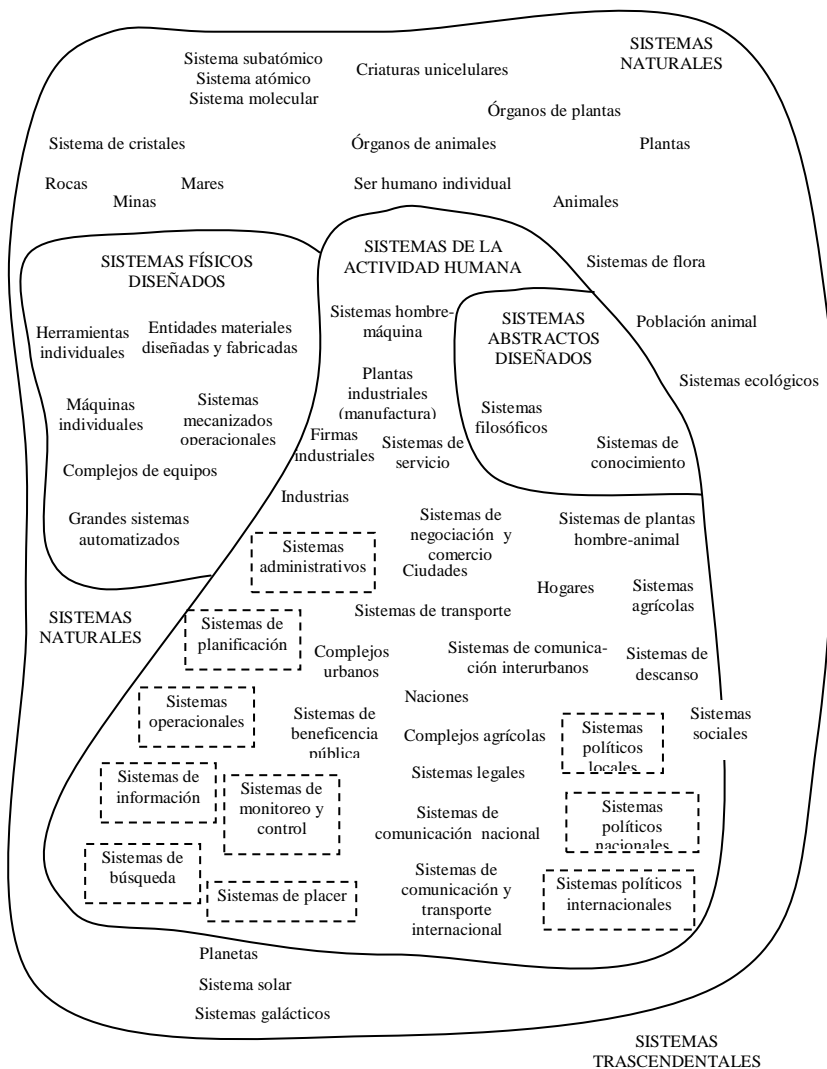 SISTEMAS
NATURALES
Sistema subatómico
Sistema atómico
Sistema molecular
Criaturas unicelulares
Órganos de plantas
Sistema de cristales
Órganos de animales
Plantas
Rocas
Mares
Ser humano individual
Minas
Animales
SISTEMAS FÍSICOS
DISEÑADOS
SISTEMAS DE LA
ACTIVIDAD HUMANA
Sistemas de flora
Herramientas
individuales
Entidades materiales
diseñadas y fabricadas
Sistemas hombre-
máquina
SISTEMAS
ABSTRACTOS
DISEÑADOS
Población animal
Sistemas ecológicos
Máquinas
individuales
Sistemas
mecanizados
operacionales
Plantas
industriales
(manufactura)
Sistemas
filosóficos
Firmas
industriales
Sistemas de
servicio
Sistemas de
conocimiento
Complejos de equipos
Industrias
Grandes sistemas
automatizados
Sistemas
administrativos
Sistemas de
negociación y
comercio
Sistemas de plantas
hombre-animal
Ciudades
Hogares
Sistemas
agrícolas
SISTEMAS
NATURALES
Sistemas de
planificación
Sistemas de transporte
Complejos
urbanos
Sistemas de comunica-
ción interurbanos
Sistemas de
descanso
Sistemas
operacionales
Naciones
Sistemas de
beneficencia
pública
Complejos agrícolas
Sistemas
políticos
locales
Sistemas
sociales
Sistemas de
información
Sistemas de
monitoreo y
control
Sistemas legales
Sistemas de
comunicación nacional
Sistemas
políticos
nacionales
Sistemas de
búsqueda
Sistemas de placer
Sistemas de
comunicación y
transporte
internacional
Sistemas políticos
internacionales
Planetas
Sistema solar
Sistemas galácticos
SISTEMAS
TRASCENDENTALES